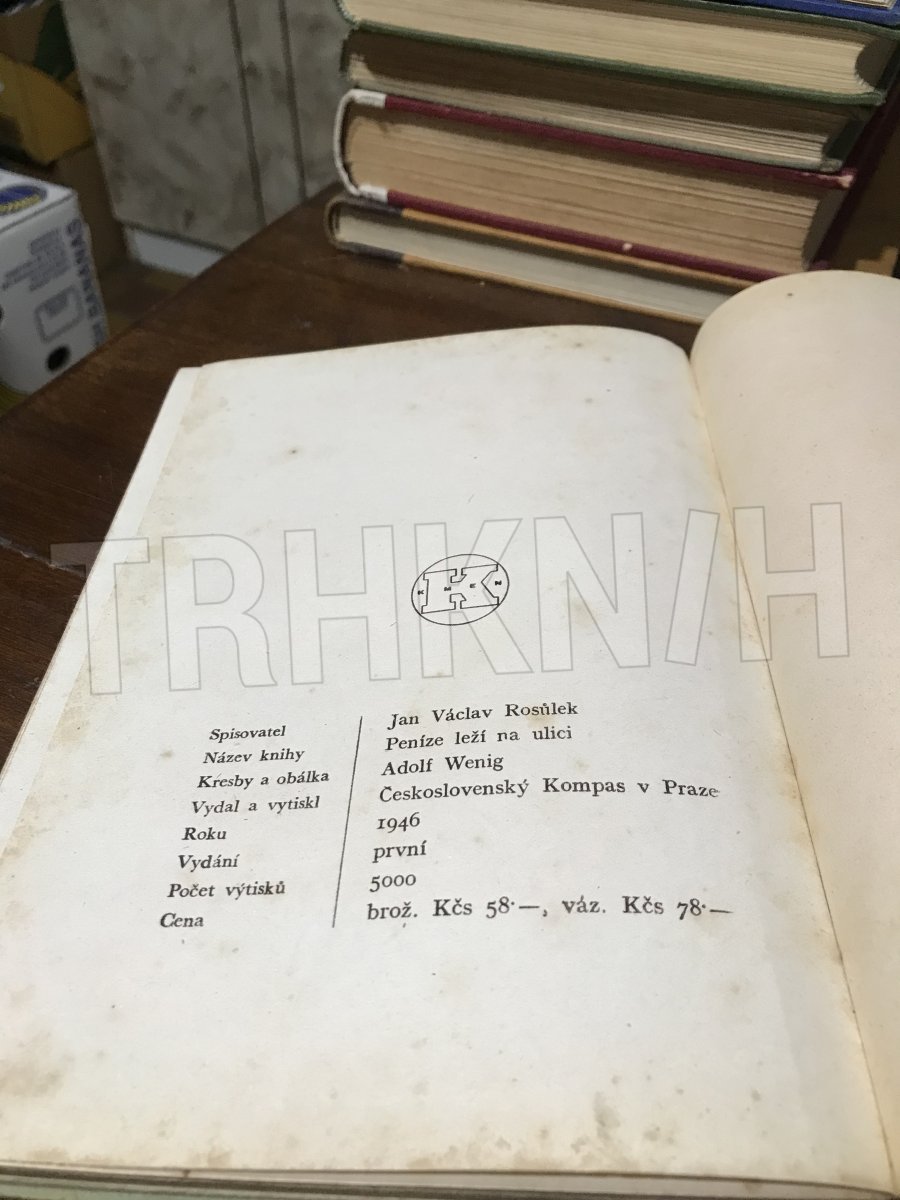 TRHKNIH
Spisovatel Jan Václav Rosůlek
Název knihy Peníze leží na ulici
Kresby a obálka Adolf Wenig
Vydal a vytiskl Československý Kompas v Praze
Roku 1946
Vydání první
Počet výtisků 5000
Cena brož. Kčs 58·—, váz. Kčs 78·—